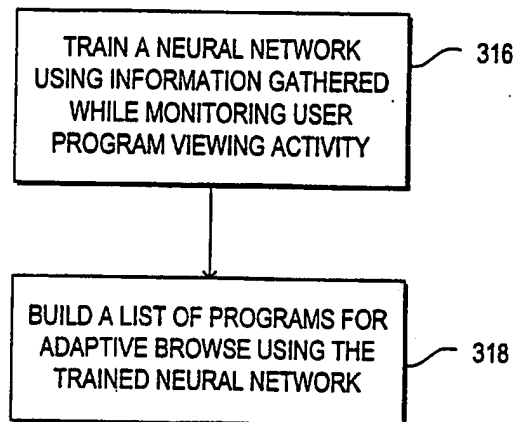 TRAIN A NEURAL NETWORK
USING INFORMATION GATHERED
WHILE MONITORING USER
PROGRAM VIEWING ACTIVITY
316
BUILD A LIST OF PROGRAMS FOR
ADAPTIVE BROWSE USING THE
TRAINED NEURAL NETWORK
318